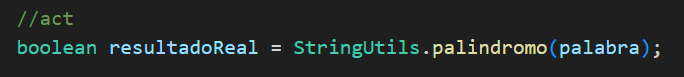 //act
boolean resultadoReal = StringUtils.palindromo(palabra);